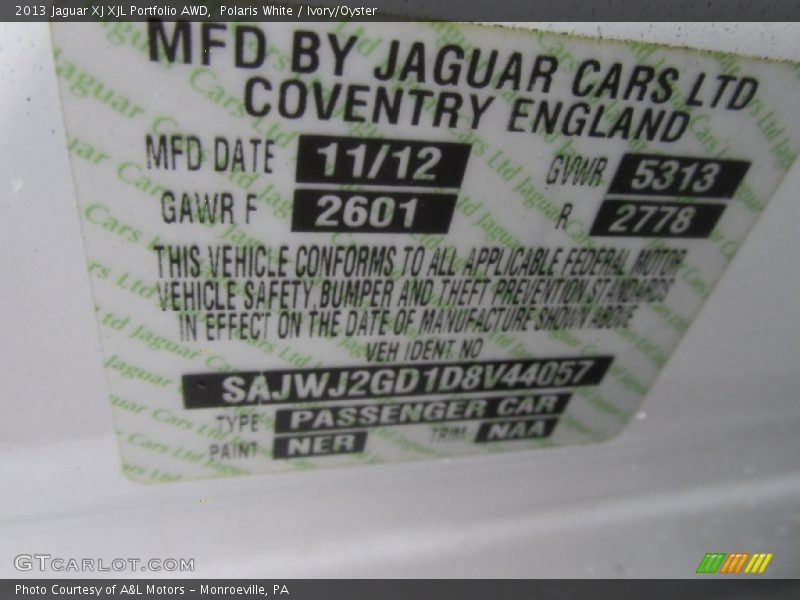 2013 Jaguar XJ XJL Portfolio AWD, Polaris White / Ivory/Oyster
MFD BY JAGUAR CARS LTD
COVENTRY ENGLAND
MFD DATE 11/12 GVWR 5313
GAWR F 2601 R 2778
THIS VEHICLE CONFORMS TO ALL APPLICABLE FEDERAL MOTOR
VEHICLE SAFETY, BUMPER AND THEFT PREVENTION STANDARDS
IN EFFECT ON THE DATE OF MANUFACTURE SHOWN ABOVE
VEH IDENT NO
SAJWJ2GD1D8V44057
TYPE PASSENGER CAR
PAINT NER TRIM NAA
GTCARLOT.COM
Photo Courtesy of A&L Motors – Monroeville, PA